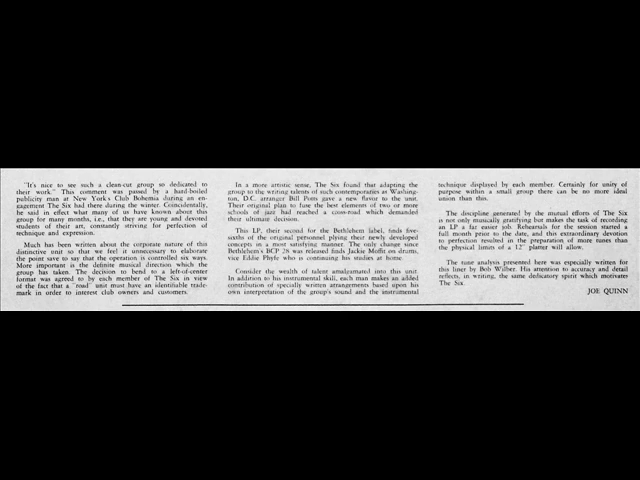 "It's nice to see such a clean-cut group so dedicated to
their work." This comment was passed by a hard-boiled
publicity man at New York's Club Bohemia during an en-
gagement The Six had there during the winter. Coincidentally,
he said in effect what many of us have known about this
group for many months, i.e., that they are young and devoted
students of their art, constantly striving for perfection of
technique and expression.
Much has been written about the corporate nature of this
distinctive unit so that we feel it unnecessary to elaborate
the point save to say that the operation is controlled six ways.
More important is the definite musical direction which the
group has taken. The decision to bend to a left-of-center
format was agreed to by each member of The Six in view
of the fact that a "road" unit must have an identifiable trade-
mark in order to interest club owners and customers.
In a more artistic sense, The Six found that adapting the
group to the writing talents of such contemporaries as Washing-
ton, D.C. arranger Bill Potts gave a new flavor to the unit.
Their original plan to fuse the best elements of two or more
schools of jazz had reached a cross-road which demanded
their ultimate decision.
This LP, their second for the Bethlehem label, finds five-
sixths of the original personnel plying their newly developed
concepts in a most satisfying manner. The only change since
Bethlehem's BCP 28 was released finds Jackie Moffit on drums,
vice Eddie Phyfe who is continuing his studies at home.
Consider the wealth of talent amalgamated into this unit.
In addition to his instrumental skill, each man makes an added
contribution of specially written arrangements based upon his
own interpretation of the group's sound and the instrumental
technique displayed by each member. Certainly for unity of
purpose within a small group there can be no more ideal
union than this.
The discipline generated by the mutual efforts of The Six
is not only musically gratifying but makes the task of recording
an LP a far easier job. Rehearsals for the session started a
full month prior to the date, and this extraordinary devotion
to perfection resulted in the preparation of more tunes than
the physical limits of a 12" platter will allow.
The tune analysis presented here was especially written for
this liner by Bob Wilber. His attention to accuracy and detail
reflects, in writing, the same dedicatory spirit which motivates
The Six.
JOE QUINN